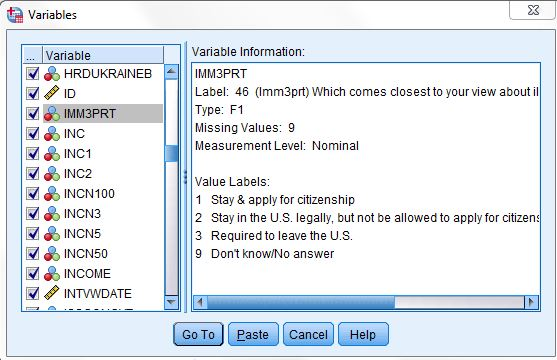 Variables
... Variable
HRDUKRAINEB
ID
IMM3PRT
INC
INC1
INC2
INCN100
INCN3
INCN5
INCN50
INCOME
INTVWDATE
Variable Information:
IMM3PRT
Label: 46 (Imm3prt) Which comes closest to your view about il
Type: F1
Missing Values: 9
Measurement Level: Nominal
Value Labels:
1 Stay & apply for citizenship
2 Stay in the U.S. legally, but not be allowed to apply for citizens
3 Required to leave the U.S.
9 Don't know/No answer
Go To Paste Cancel Help